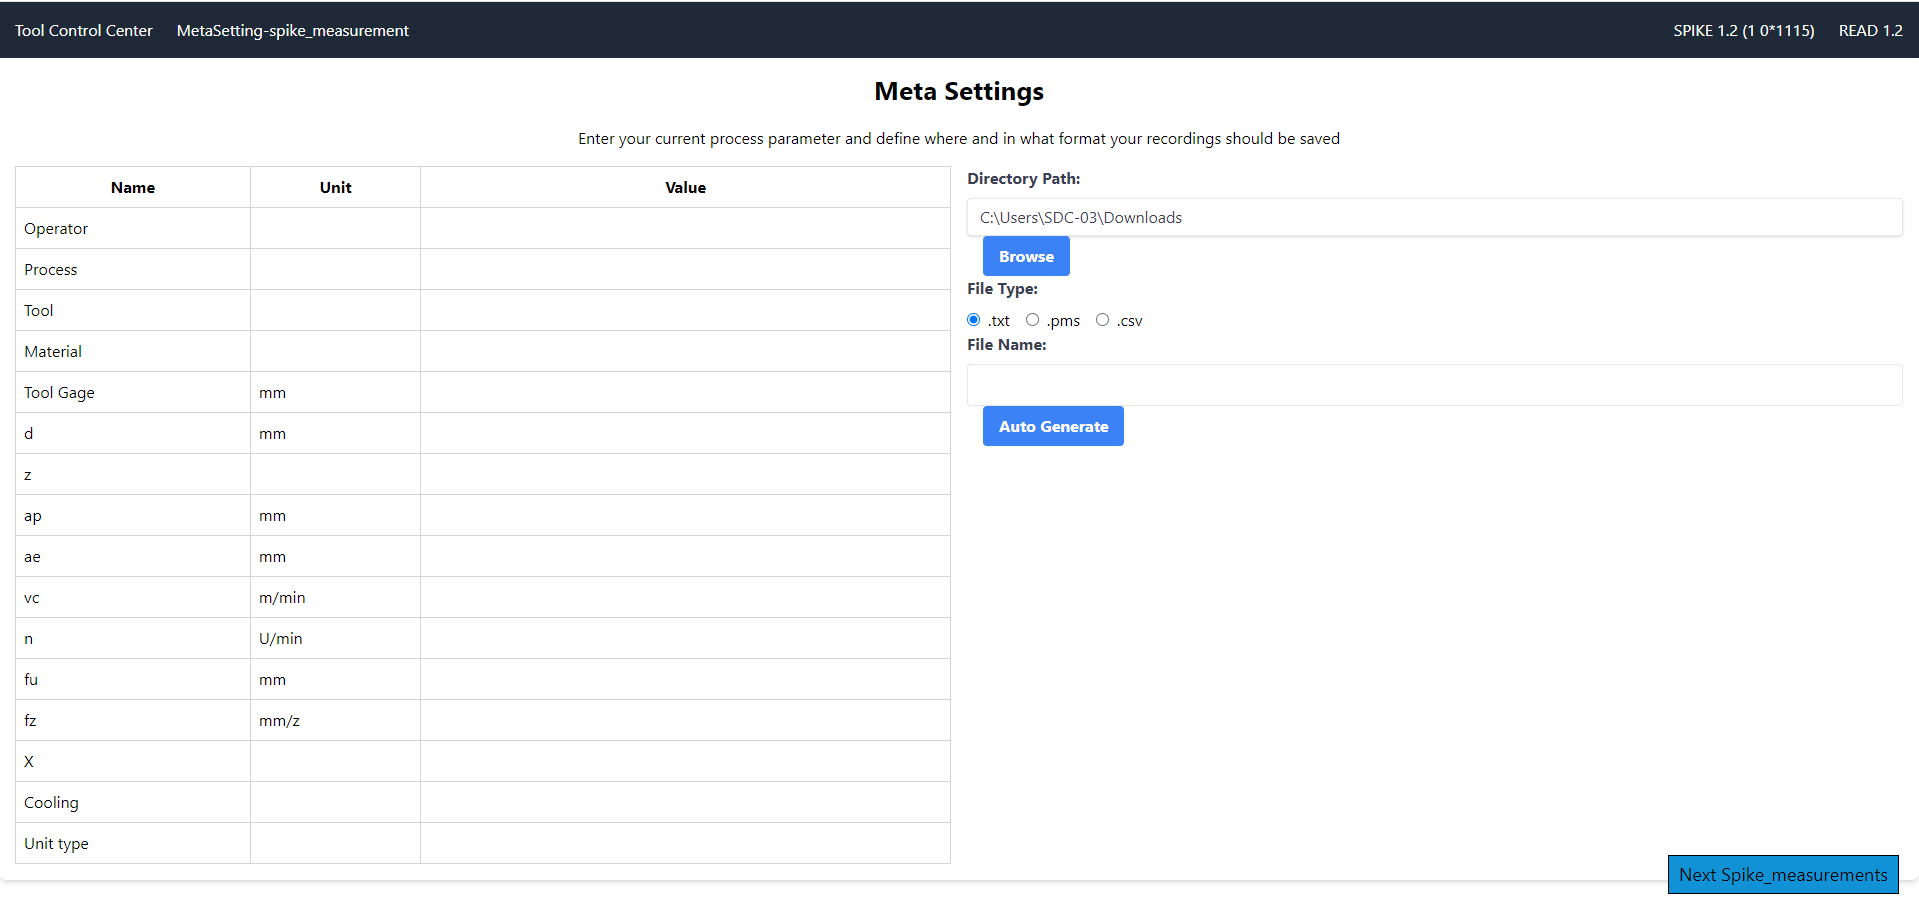 Tool Control Center MetaSetting-spike_measurement SPIKE 1.2 (1 0*1115) READ 1.2
Meta Settings
Enter your current process parameter and define where and in what format your recordings should be saved
Name Unit Value
Operator
Process
Tool
Material
Tool Gage mm
d mm
z
ap mm
ae mm
vc m/min
n U/min
fu mm
fz mm/z
X
Cooling
Unit type
Directory Path:
C:\Users\SDC-03\Downloads
Browse
File Type:
.txt .pms .csv
File Name:
Auto Generate
Next Spike_measurements